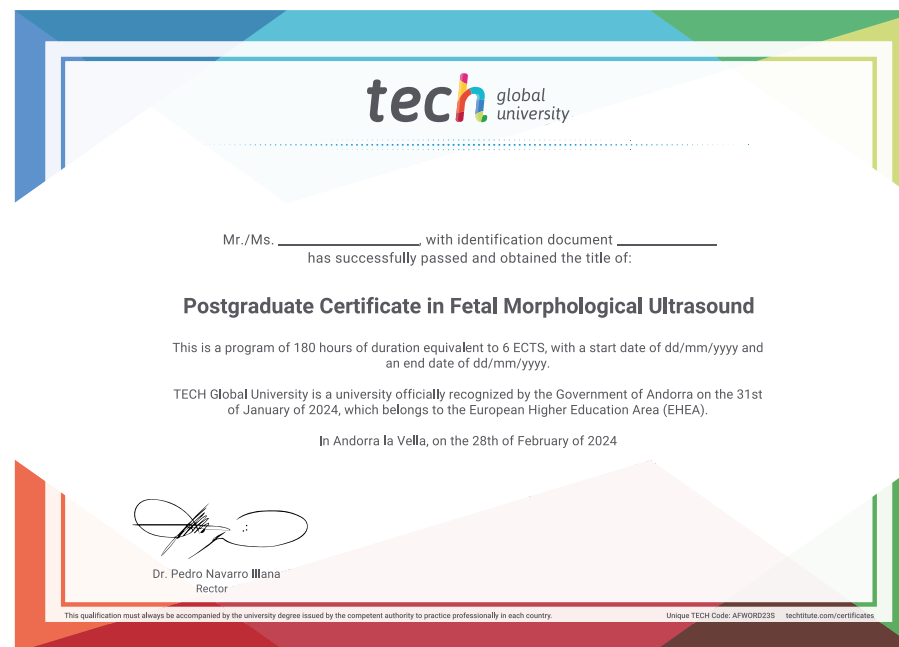 tech global
university
Mr./Ms. ________________, with identification document ____________
has successfully passed and obtained the title of:
Postgraduate Certificate in Fetal Morphological Ultrasound
This is a program of 180 hours of duration equivalent to 6 ECTS, with a start date of dd/mm/yyyy and
an end date of dd/mm/yyyy.
TECH Global University is a university officially recognized by the Government of Andorra on the 31st
of January of 2024, which belongs to the European Higher Education Area (EHEA).
In Andorra la Vella, on the 28th of February of 2024
Dr. Pedro Navarro Illana
Rector
This qualification must always be accompanied by the university degree issued by the competent authority to practice professionally in each country.
Unique TECH Code: AFWORD23S techtitute.com/certificates